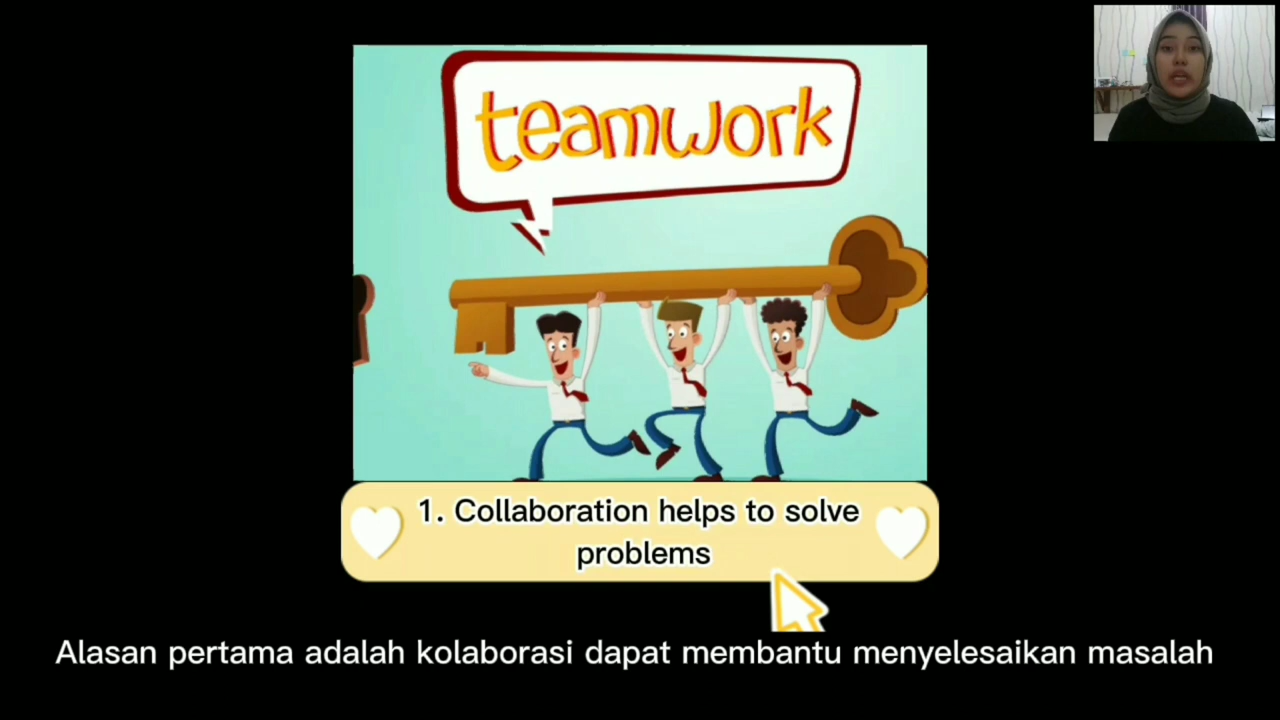 teamwork
1. Collaboration helps to solve
problems
Alasan pertama adalah kolaborasi dapat membantu menyelesaikan masalah